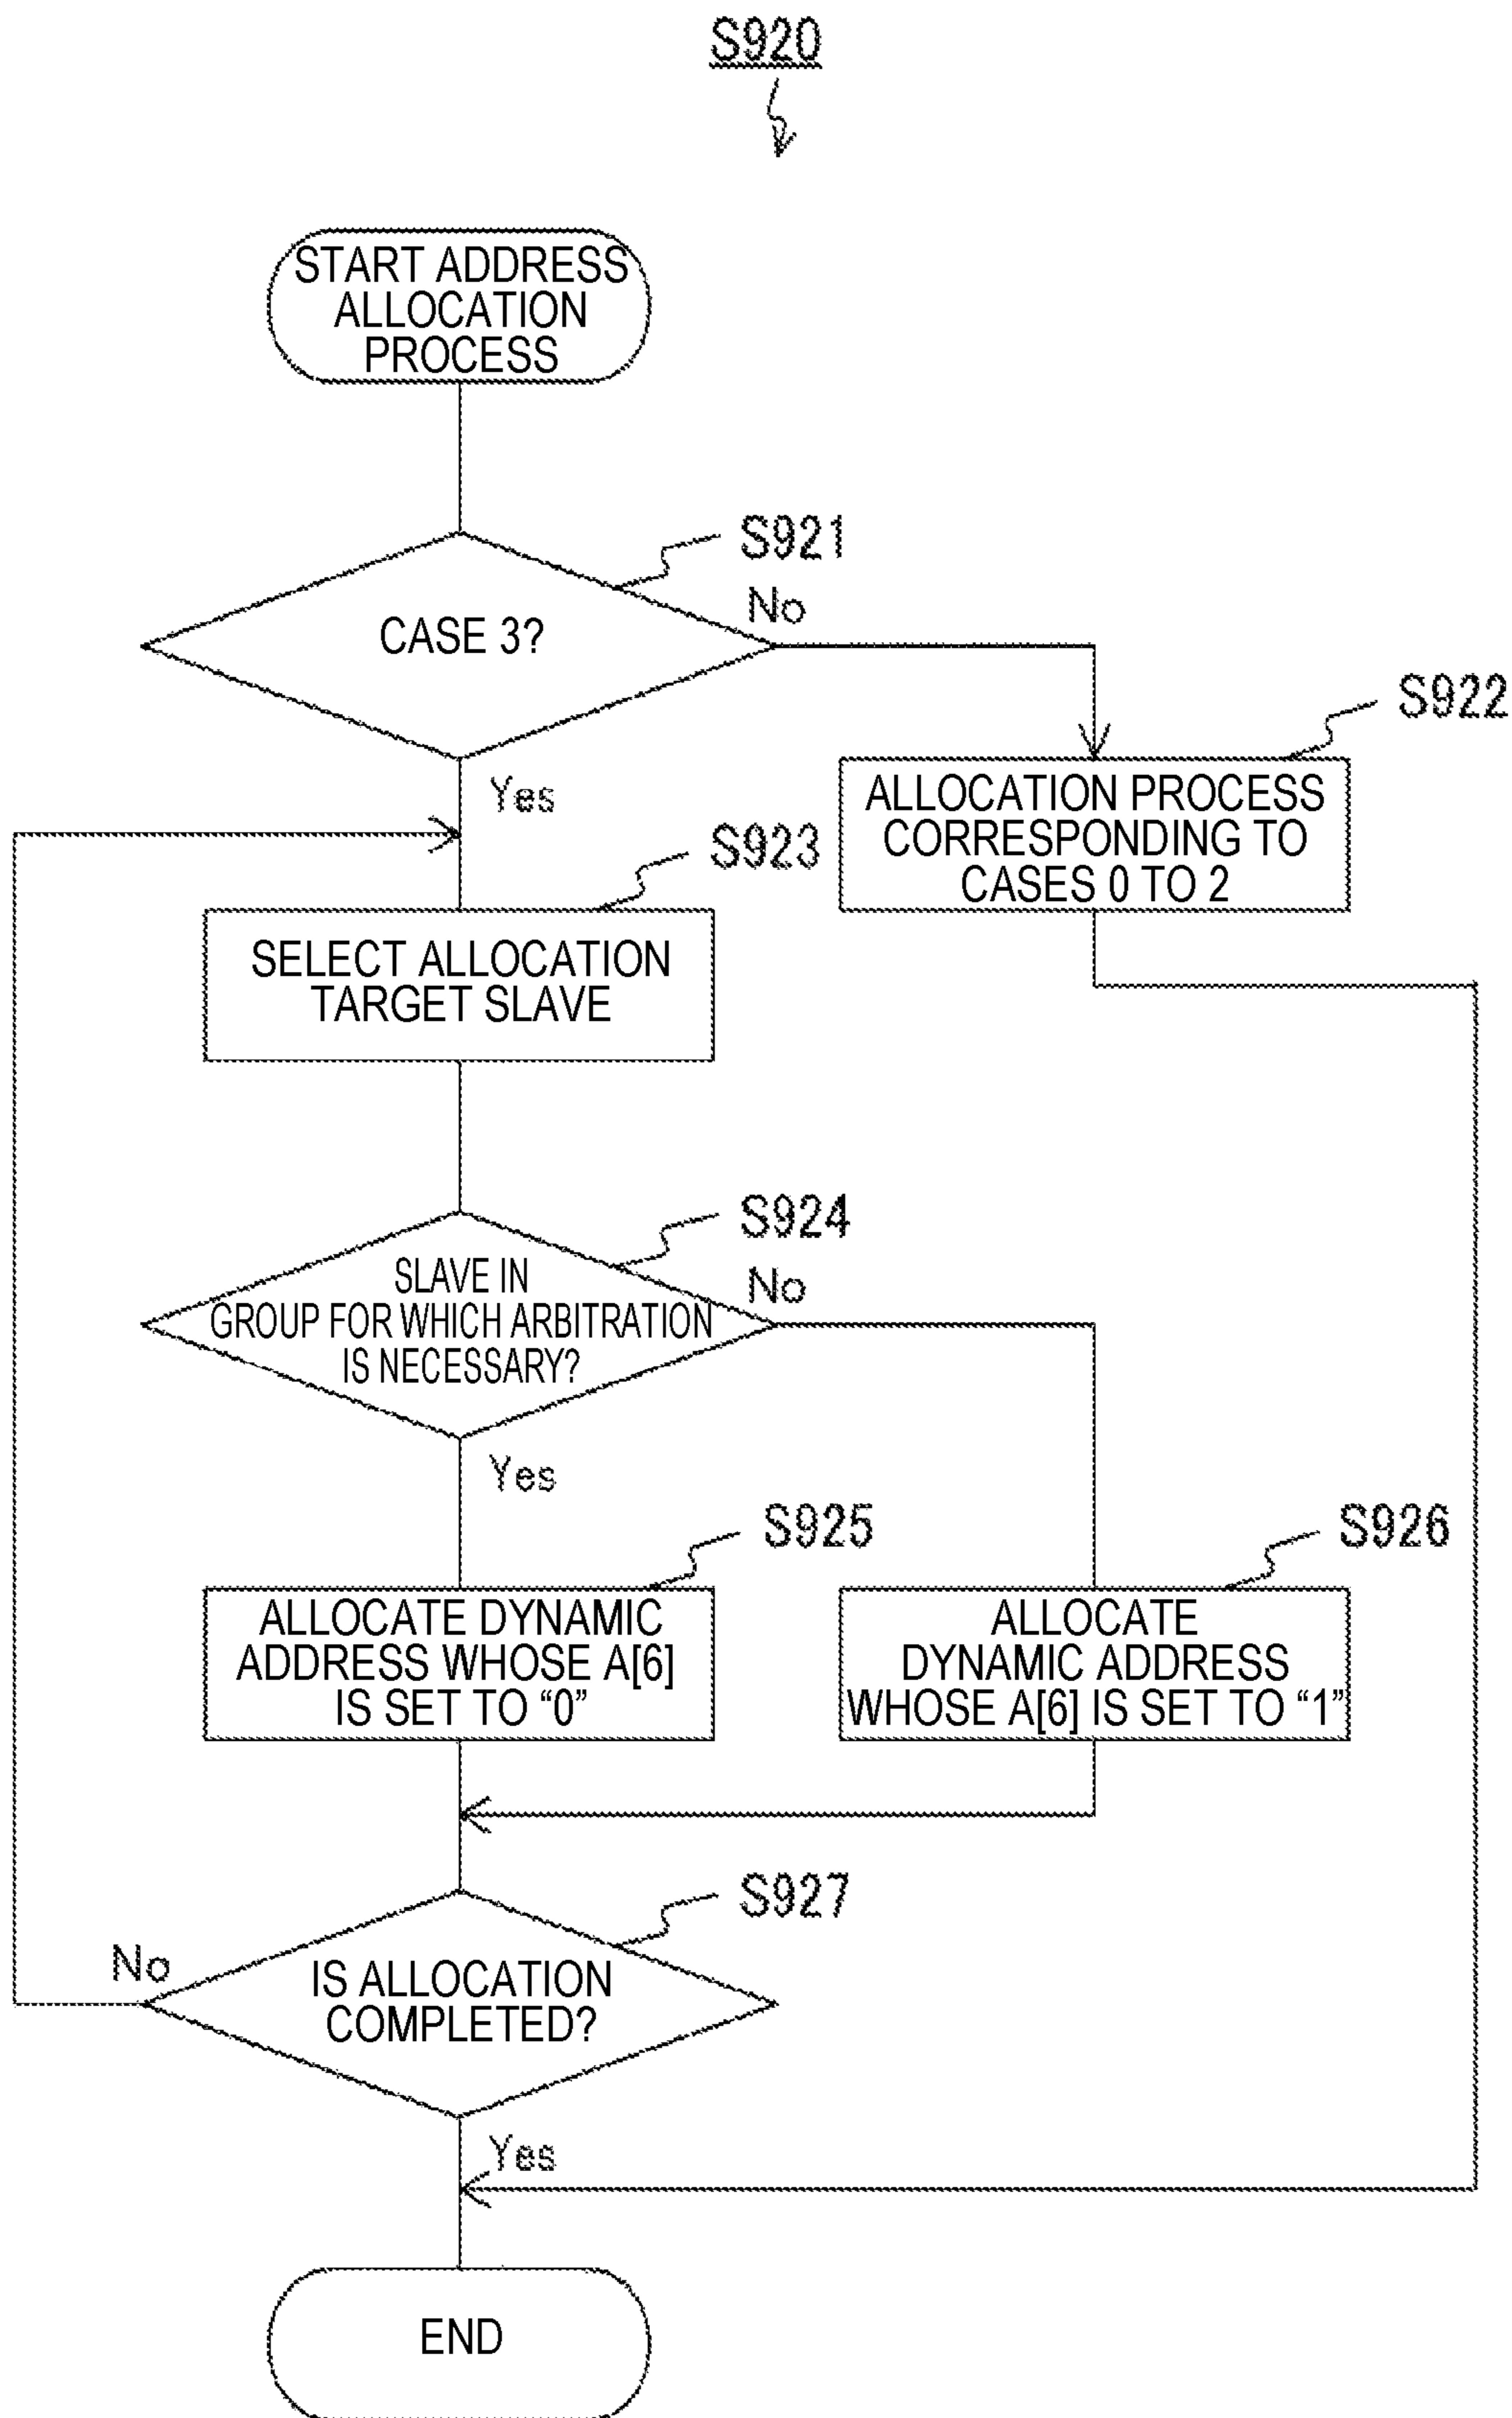 S920
START ADDRESS
ALLOCATION
PROCESS
S921
CASE 3?
No
Yes
S922
ALLOCATION PROCESS
CORRESPONDING TO
CASES 0 TO 2
S923
SELECT ALLOCATION
TARGET SLAVE
S924
SLAVE IN
GROUP FOR WHICH ARBITRATION
IS NECESSARY?
No
Yes
S925
ALLOCATE DYNAMIC
ADDRESS WHOSE A[6]
IS SET TO “0”
S926
ALLOCATE
DYNAMIC ADDRESS
WHOSE A[6] IS SET TO “1”
S927
IS ALLOCATION
COMPLETED?
No
Yes
END